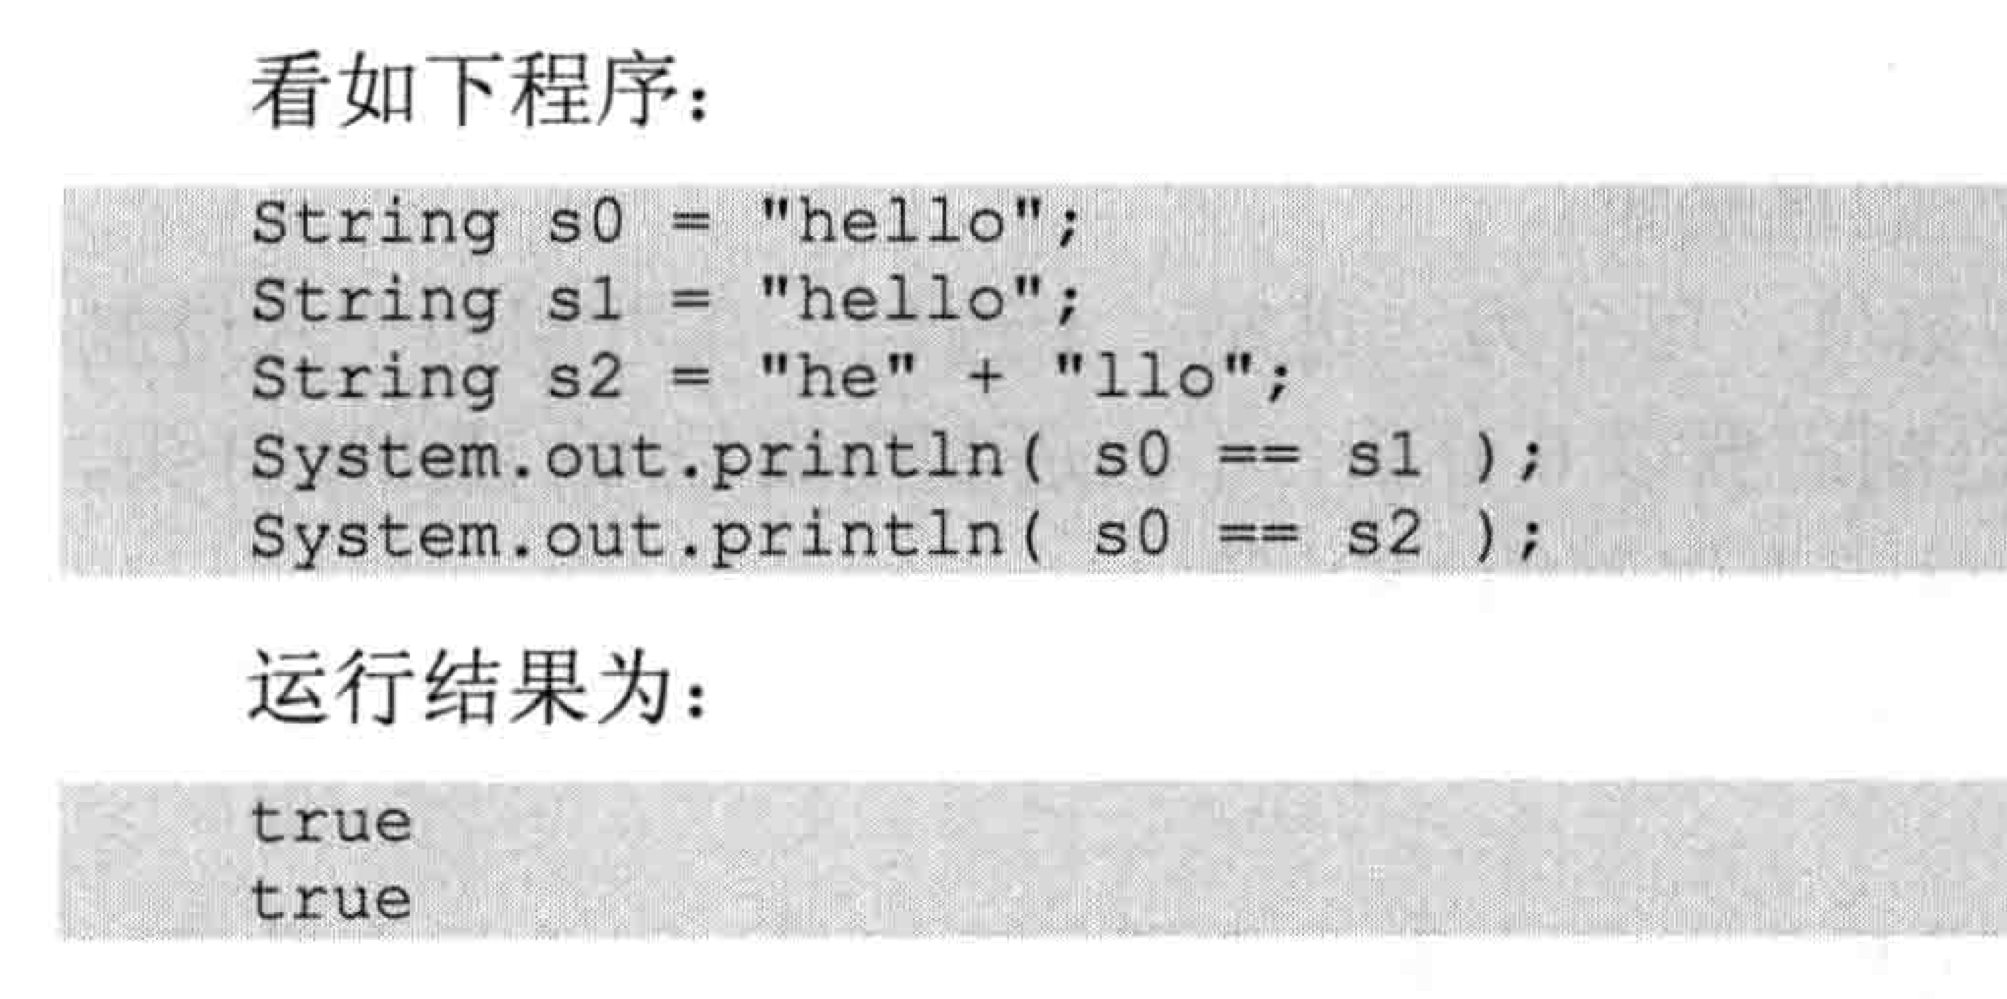 看如下程序：
String s0 = "hello";
String s1 = "hello";
String s2 = "he" + "llo";
System.out.println( s0 == s1 );
System.out.println( s0 == s2 );
运行结果为：
true
true